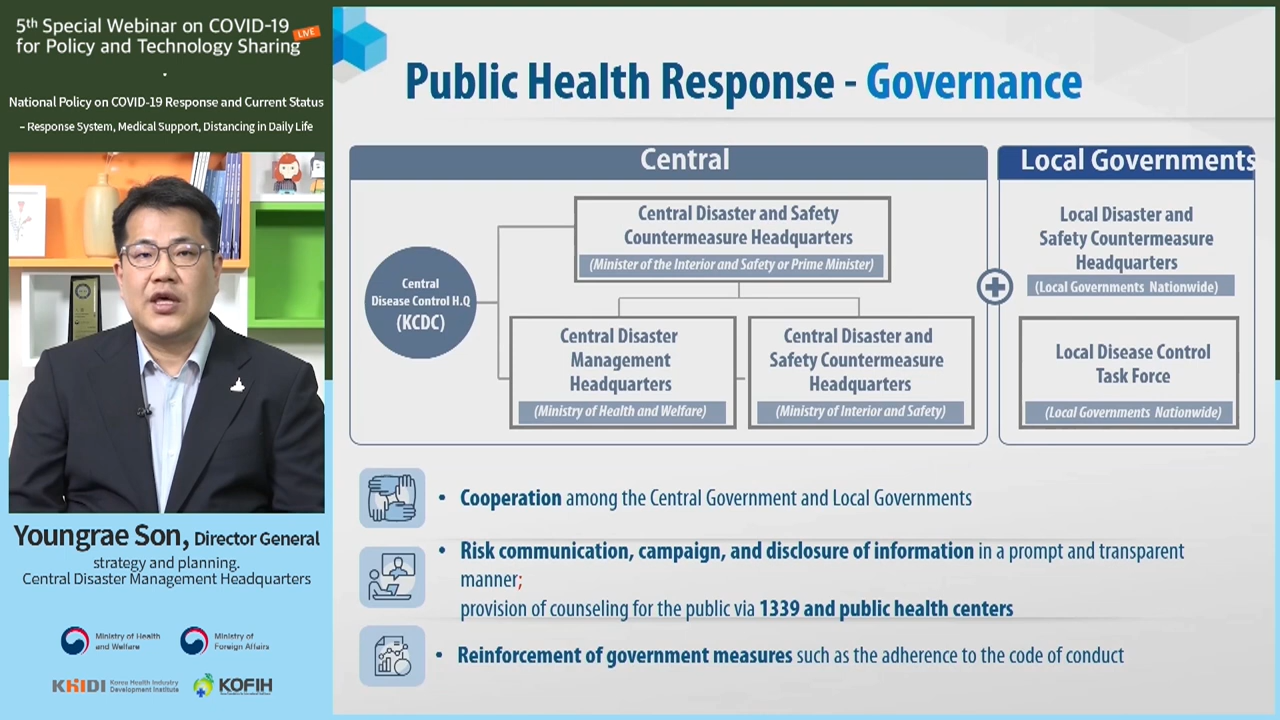 5th Special Webinar on COVID-19
for Policy and Technology Sharing
LIVE
National Policy on COVID-19 Response and Current Status
– Response System, Medical Support, Distancing in Daily Life
Youngrae Son, Director General
strategy and planning.
Central Disaster Management Headquarters
Ministry of Health
and Welfare
Ministry of
Foreign Affairs
KHIDI
Korea Health Industry
Development Institute
KOFIH
Public Health Response - Governance
Central
Central
Disease Control H.Q
(KCDC)
Central Disaster and Safety
Countermeasure Headquarters
(Minister of the Interior and Safety or Prime Minister)
Central Disaster
Management
Headquarters
(Ministry of Health and Welfare)
Central Disaster and
Safety Countermeasure
Headquarters
(Ministry of Interior and Safety)
Local Governments
Local Disaster and
Safety Countermeasure
Headquarters
(Local Governments Nationwide)
Local Disease Control
Task Force
(Local Governments Nationwide)
• Cooperation among the Central Government and Local Governments
• Risk communication, campaign, and disclosure of information in a prompt and transparent
manner;
provision of counseling for the public via 1339 and public health centers
• Reinforcement of government measures such as the adherence to the code of conduct